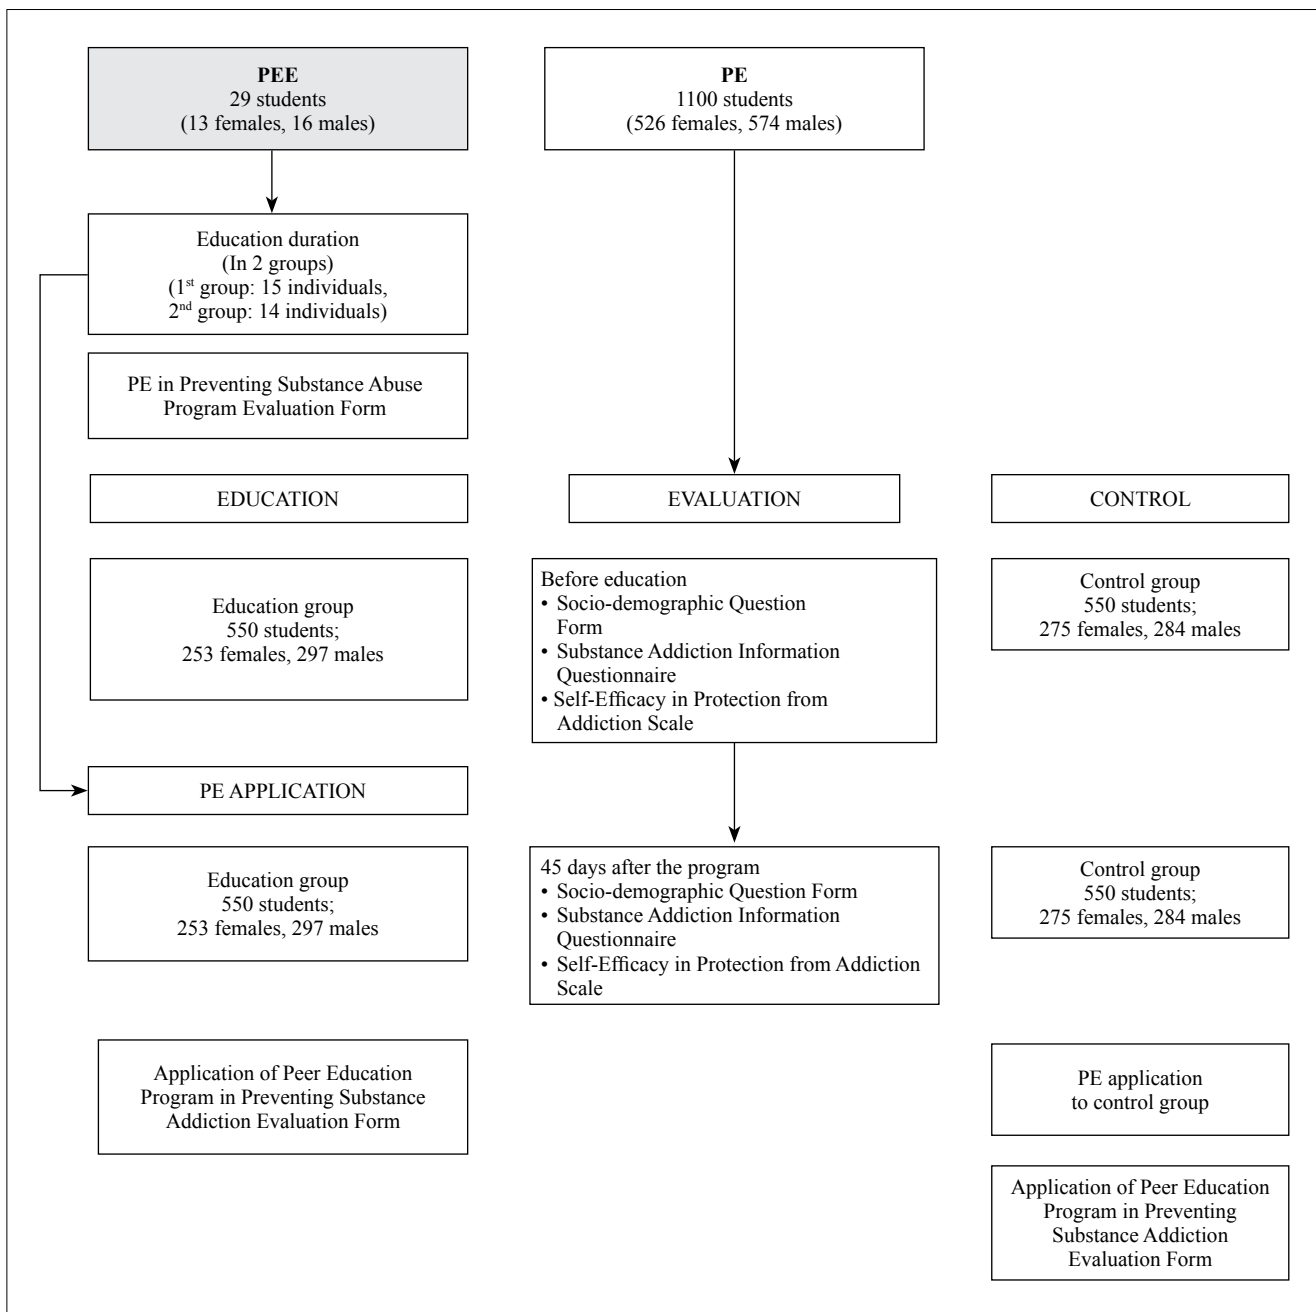 PEE
29 students
(13 females, 16 males)
PE
1100 students
(526 females, 574 males)
Education duration
(In 2 groups)
(1st group: 15 individuals,
2nd group: 14 individuals)
PE in Preventing Substance Abuse
Program Evaluation Form
EDUCATION
EVALUATION
CONTROL
Education group
550 students;
253 females, 297 males
Before education
• Socio-demographic Question
Form
• Substance Addiction Information
Questionnaire
• Self-Efficacy in Protection from
Addiction Scale
Control group
550 students;
275 females, 284 males
PE APPLICATION
Education group
550 students;
253 females, 297 males
45 days after the program
• Socio-demographic Question Form
• Substance Addiction Information
Questionnaire
• Self-Efficacy in Protection from Addiction
Scale
Control group
550 students;
275 females, 284 males
Application of Peer Education
Program in Preventing Substance
Addiction Evaluation Form
PE application
to control group
Application of Peer Education
Program in Preventing
Substance Addiction
Evaluation Form